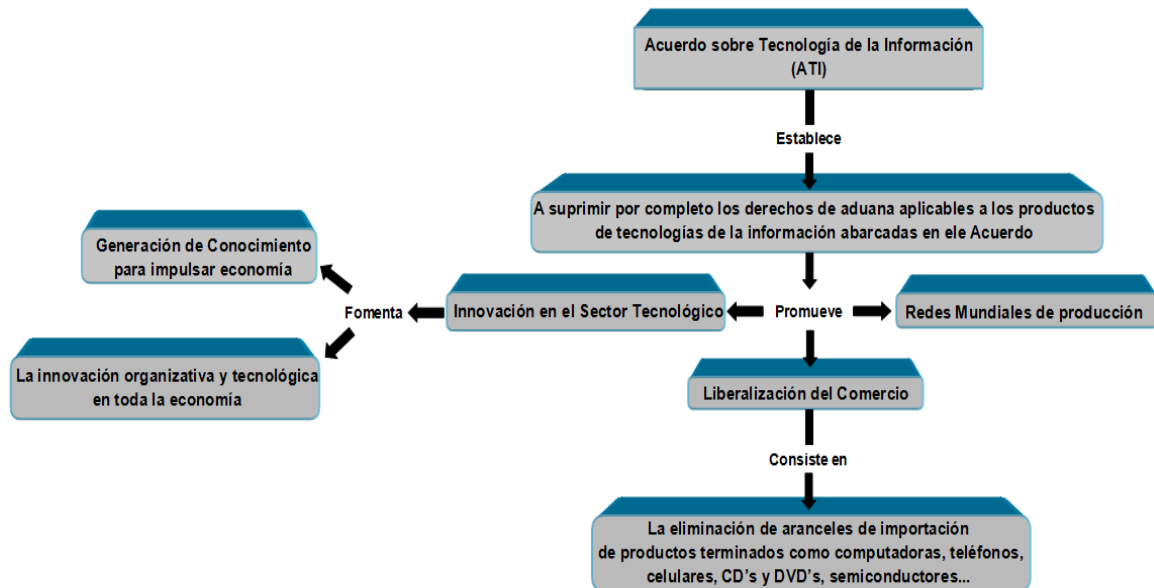 Acuerdo sobre Tecnología de la Información
(ATI)
Establece
A suprimir por completo los derechos de aduana aplicables a los productos
de tecnologías de la información abarcadas en ele Acuerdo
Generación de Conocimiento
para impulsar economía
Fomenta
Innovación en el Sector Tecnológico
Promueve
Redes Mundiales de producción
La innovación organizativa y tecnológica
en toda la economía
Liberalización del Comercio
Consiste en
La eliminación de aranceles de importación
de productos terminados como computadoras, teléfonos,
celulares, CD's y DVD's, semiconductores...